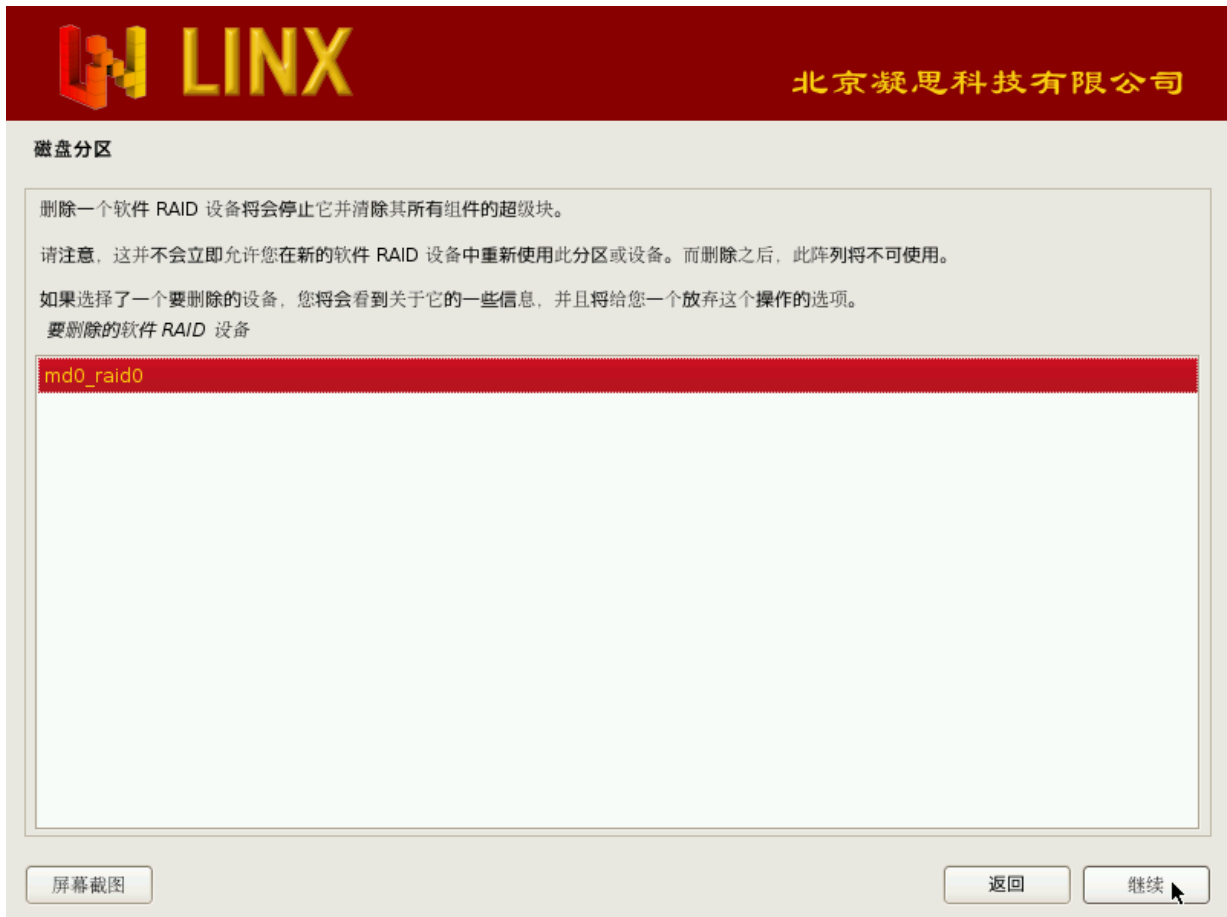 LINX
北京凝思科技有限公司
磁盘分区
删除一个软件 RAID 设备将会停止它并清除其所有组件的超级块。
请注意，这并不会立即允许您在新的软件 RAID 设备中重新使用此分区或设备。而删除之后，此阵列将不可使用。
如果选择了一个要删除的设备，您将会看到关于它的一些信息，并且将给您一个放弃这个操作的选项。
要删除的软件 RAID 设备
md0_raid0
屏幕截图
返回
继续